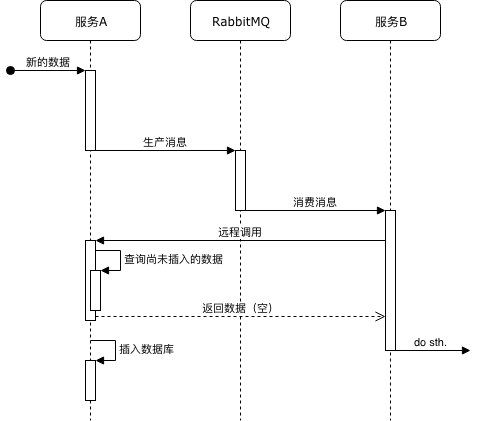 服务A
RabbitMQ
服务B
新的数据
生产消息
消费消息
远程调用
查询尚未插入的数据
返回数据（空）
插入数据库
do sth.